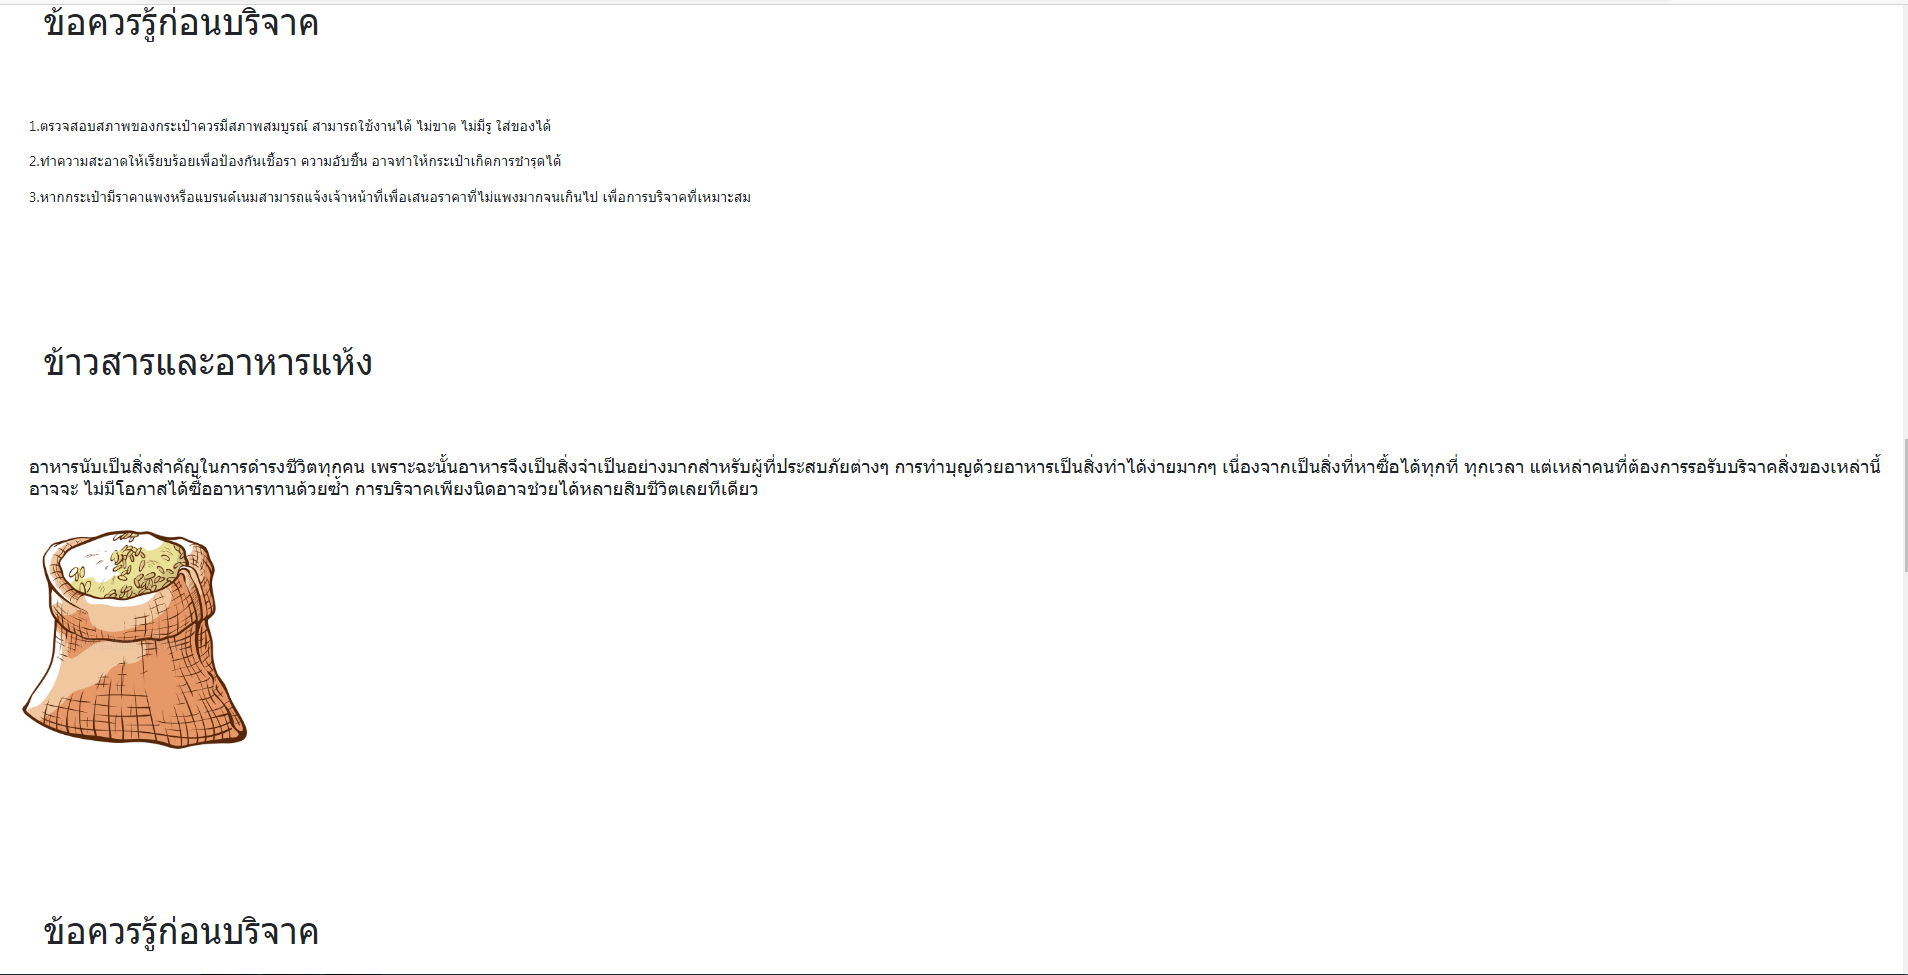 ข้อควรรู้ก่อนบริจาค
1.ตรวจสอบสภาพของกระเป๋าควรมีสภาพสมบูรณ์ สามารถใช้งานได้ ไม่ขาด ไม่มีรู ใส่ของได้
2.ทำความสะอาดให้เรียบร้อยเพื่อป้องกันเชื้อรา ความอับชื้น อาจทำให้กระเป๋าเกิดการชำรุดได้
3.หากกระเป๋ามีราคาแพงหรือแบรนด์เนมสามารถแจ้งเจ้าหน้าที่เพื่อเสนอราคาที่ไม่แพงมากจนเกินไป เพื่อการบริจาคที่เหมาะสม
ข้าวสารและอาหารแห้ง
อาหารนับเป็นสิ่งสำคัญในการดำรงชีวิตทุกคน เพราะฉะนั้นอาหารจึงเป็นสิ่งจำเป็นอย่างมากสำหรับผู้ที่ประสบภัยต่างๆ การทำบุญด้วยอาหารเป็นสิ่งทำได้ง่ายมากๆ เนื่องจากเป็นสิ่งที่หาซื้อได้ทุกที่ ทุกเวลา แต่เหล่าคนที่ต้องการรอรับบริจาคสิ่งของเหล่านี้
อาจจะ ไม่มีโอกาสได้ซื้ออาหารทานด้วยซ้ำ การบริจาคเพียงนิดอาจช่วยได้หลายสิบชีวิตเลยทีเดียว
ข้อควรรู้ก่อนบริจาค